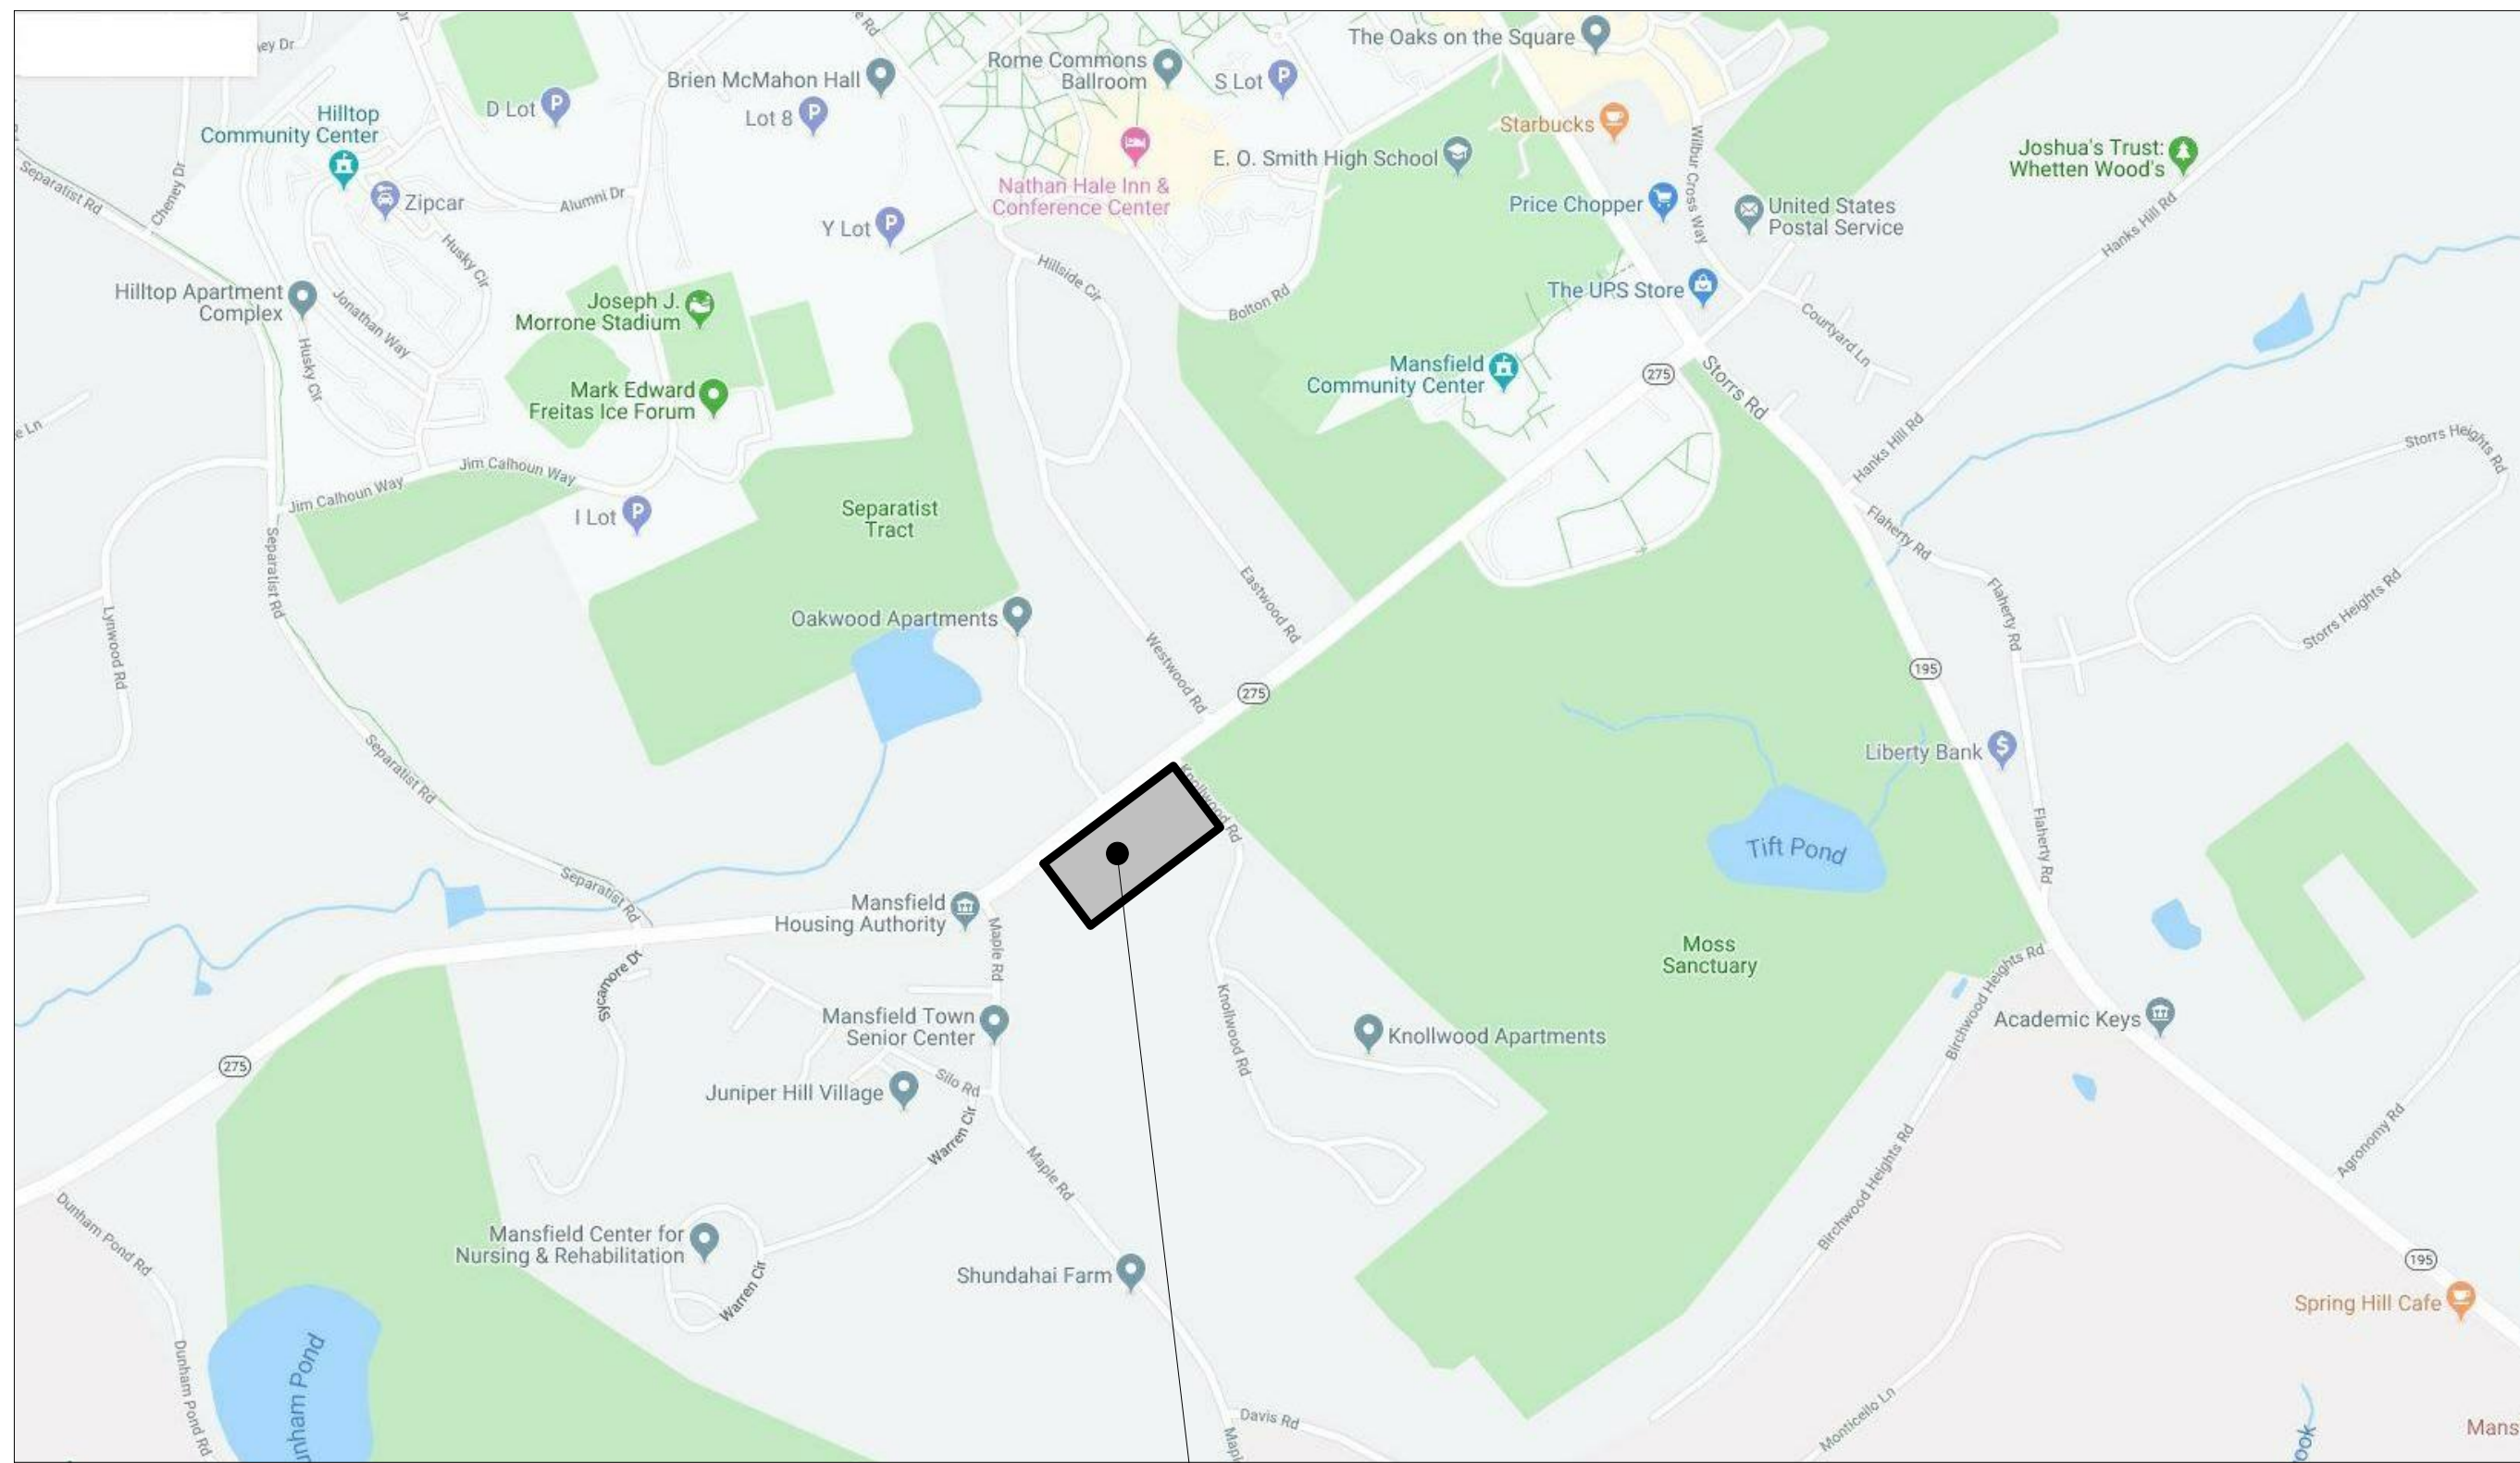 The Oaks on the Square
ey Dr
e Rd
Rome Commons
Ballroom
Brien McMahon Hall
S Lot
D Lot
Hilltop
Community Center
Lot 8
Starbucks
Wilbur Cross Way
E. O. Smith High School
Joshua's Trust:
Whetten Wood's
Separatist Rd
Cheney Dr
Zipcar
Alumni Dr
Nathan Hale Inn &
Conference Center
Price Chopper
United States
Postal Service
Hanks Hill Rd
Y Lot
Husky Cir
Hillside Cir
Hilltop Apartment
Complex
Jonathan Way
Joseph J.
Morrone Stadium
Bolton Rd
The UPS Store
Courtyard Ln
Husky Cir
Mark Edward
Freitas Ice Forum
Mansfield
Community Center
275
Storrs Rd
e Ln
Hanks Hill Rd
Storrs Heights Rd
Jim Calhoun Way
Jim Calhoun Way
I Lot
Separatist
Tract
Flaherty Rd
Separatist Rd
Eastwood Rd
Flaherty Rd
Storrs Heights Rd
Lynwood Rd
Oakwood Apartments
Westwood Rd
275
195
Separatist Rd
Knollwood Rd
Liberty Bank
Tift Pond
Flaherty Rd
Separatist Rd
Mansfield
Housing Authority
Maple Rd
Moss
Sanctuary
Sycamore Dr
Knollwood Rd
Birchwood Heights Rd
Mansfield Town
Senior Center
Knollwood Apartments
Academic Keys
275
Silo Rd
Juniper Hill Village
Warren Cir
Maple Rd
Agronomy Rd
Dunham Pond Rd
Birchwood Heights Rd
Mansfield Center for
Nursing & Rehabilitation
Warren Cir
Shundahai Farm
195
Spring Hill Cafe
Dunham Pond Rd
nham Pond
Davis Rd
Mapl
Monticello Ln
ook
Mans